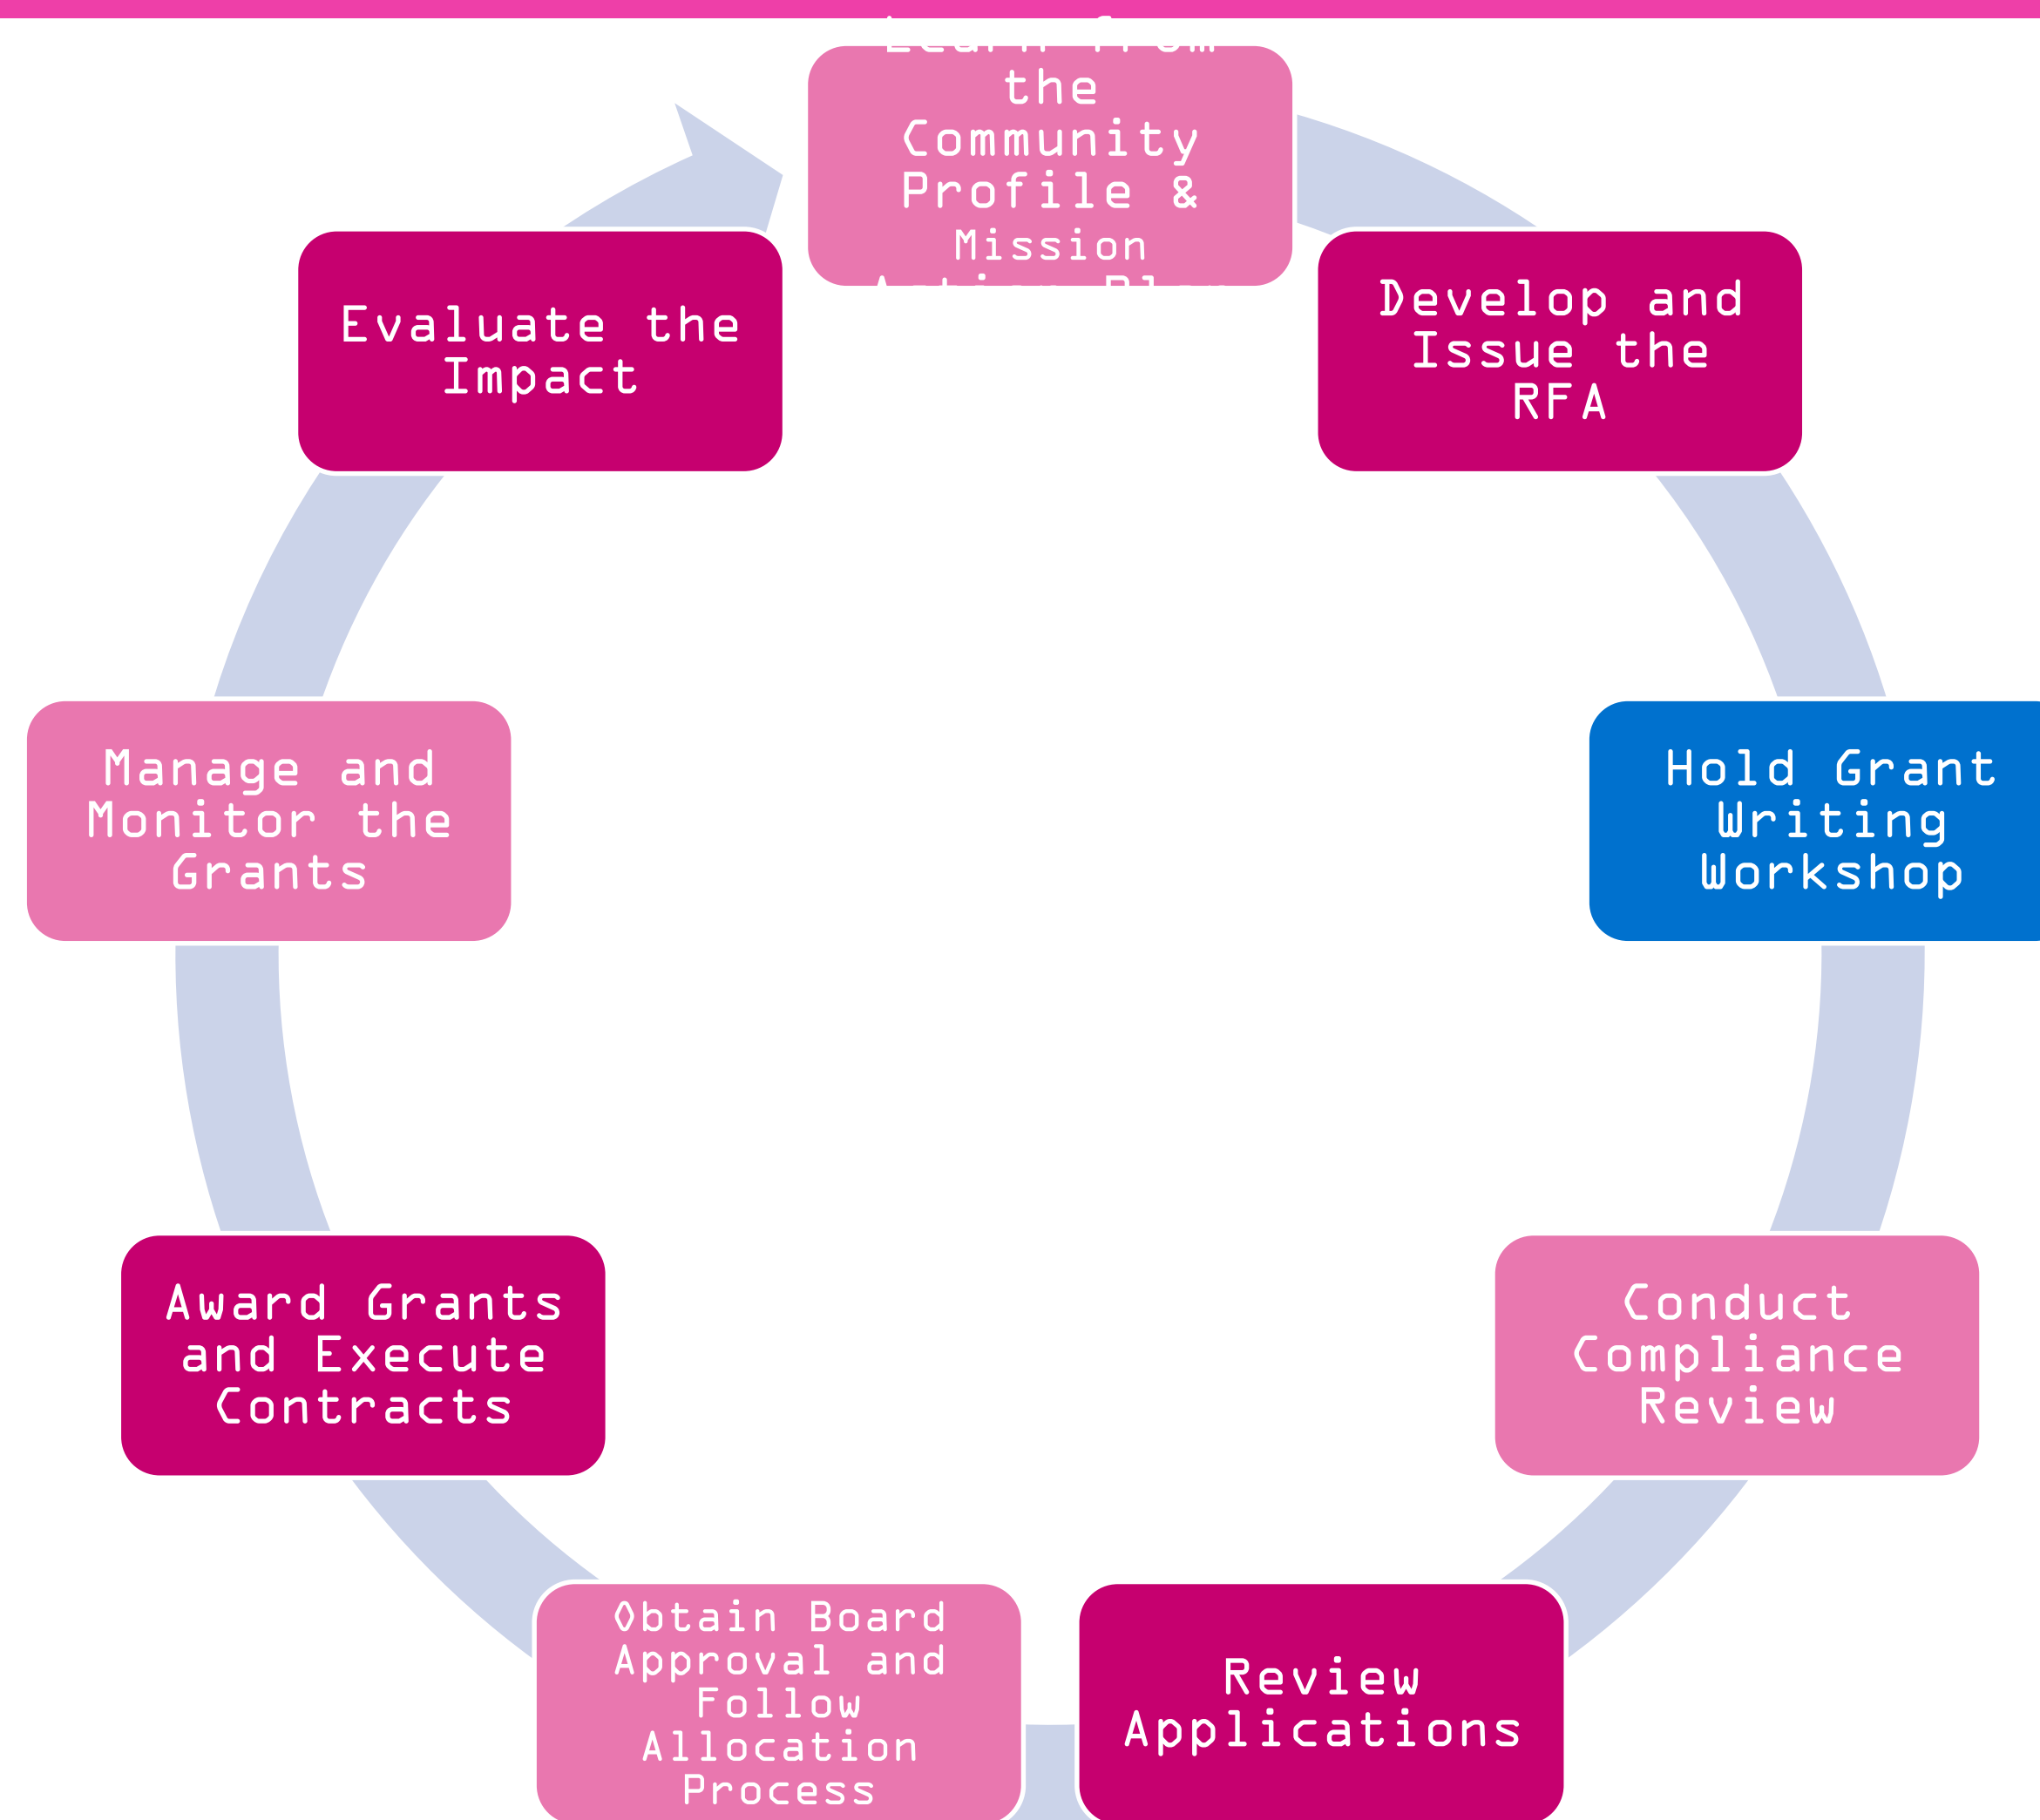 Learn from
the
Community
Profile &
Mission
Develop and
Issue the
RFA
Hold Grant
Writing
Workshop
Conduct
Compliance
Review
Review
Applications
Obtain Board
Approval and
Follow
Allocation
Process
Award Grants
and Execute
Contracts
Manage and
Monitor the
Grants
Evaluate the
Impact